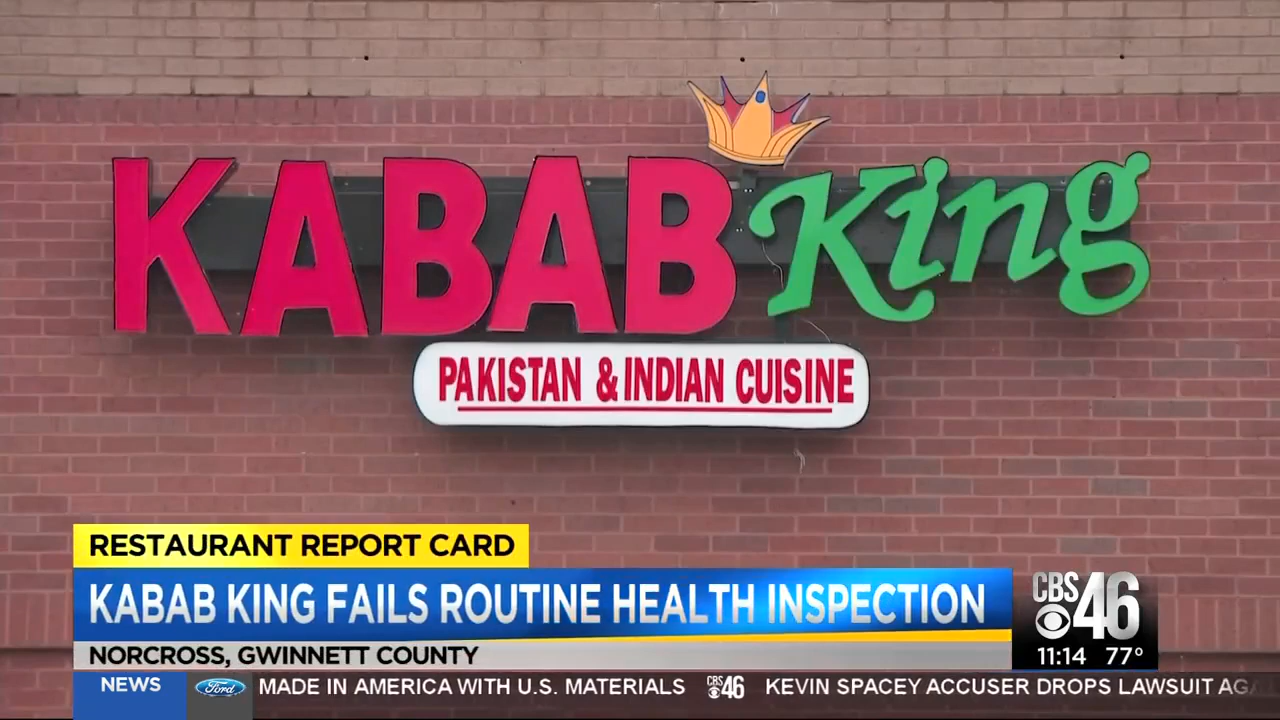 KABAB King
PAKISTAN & INDIAN CUISINE
RESTAURANT REPORT CARD
KABAB KING FAILS ROUTINE HEALTH INSPECTION
NORCROSS, GWINNETT COUNTY
CBS 46
11:14 77°
NEWS Ford MADE IN AMERICA WITH U.S. MATERIALS CBS 46 KEVIN SPACEY ACCUSER DROPS LAWSUIT AGA